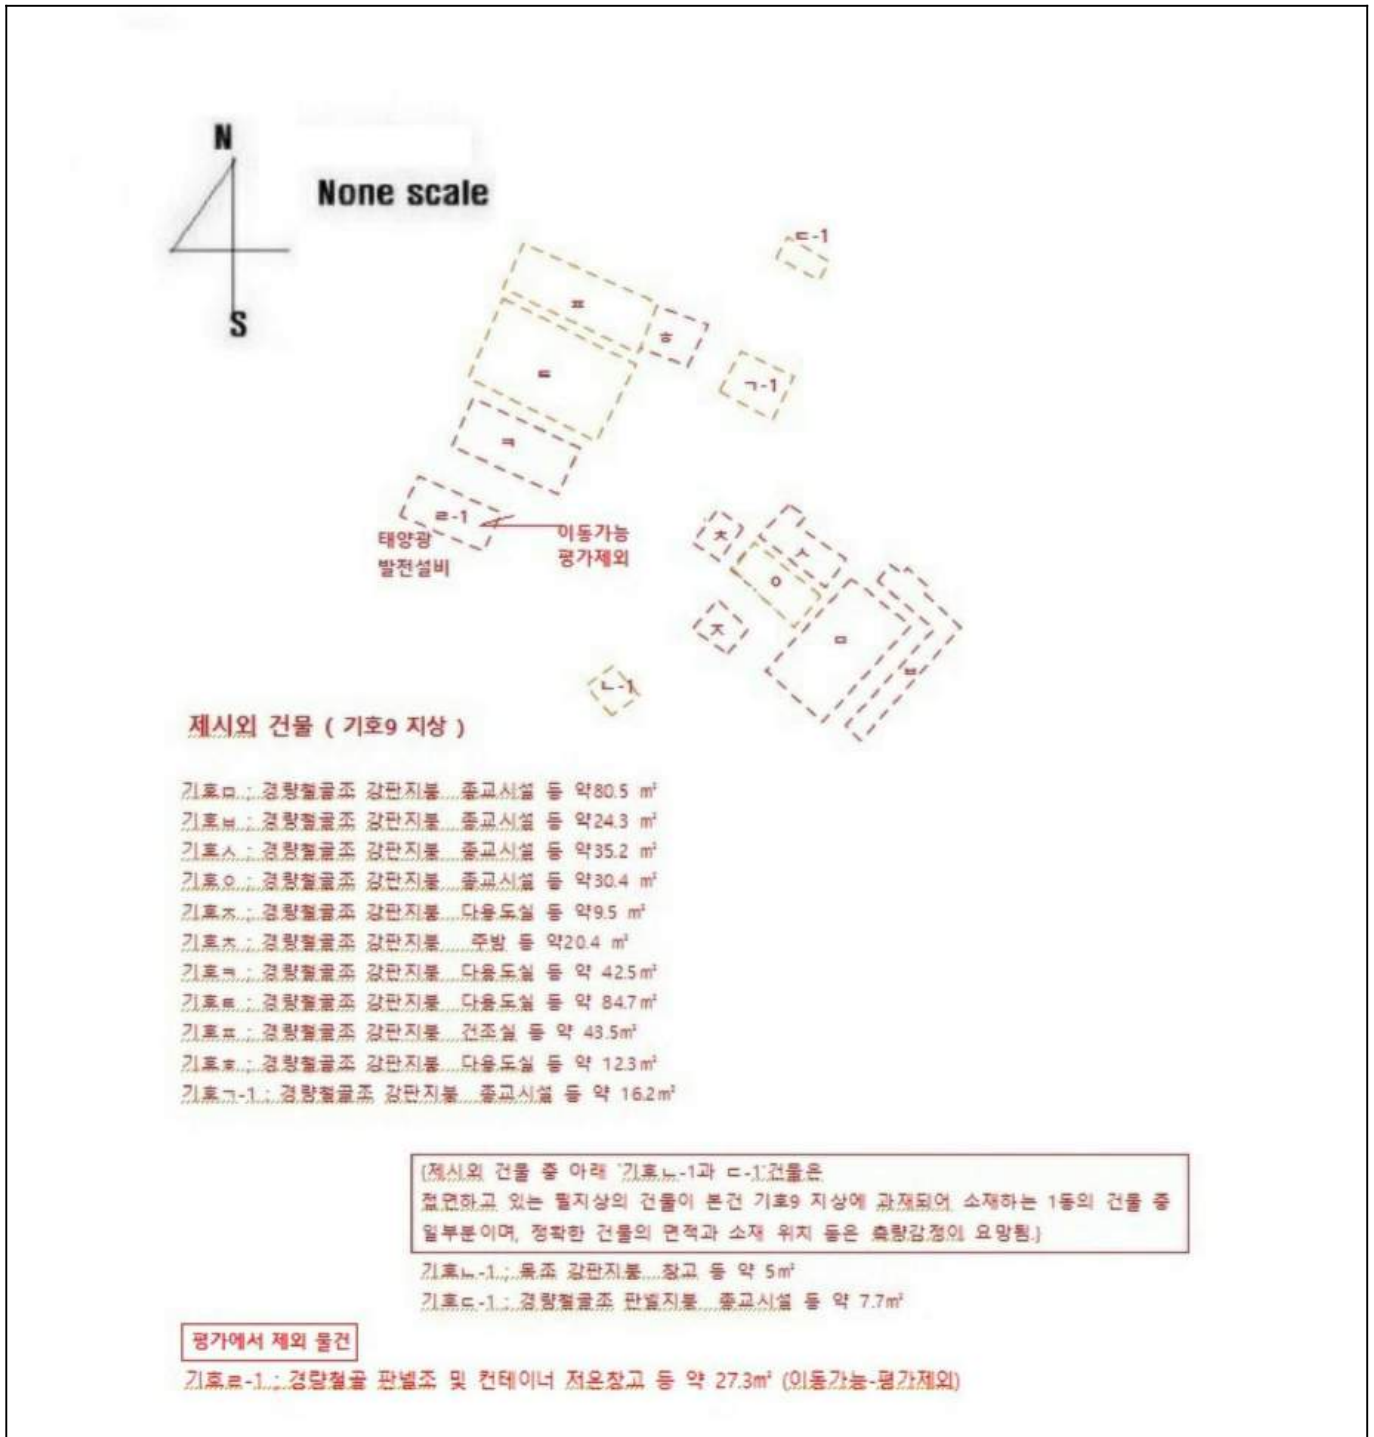 N
None scale
S
ㄷ-1
ㅍ
ㅎ
ㅌ
ㄱ-1
ㅋ
ㄹ-1
태양광
발전설비
이동가능
평가제외
ㅊ
ㅅ
ㅇ
ㅈ
ㅁ
ㅂ
ㄴ-1
제시외 건물 ( 기호9 지상 )
기호ㅁ ; 경량철골조 강판지붕 종교시설 등 약80.5 ㎡
기호ㅂ ; 경량철골조 강판지붕 종교시설 등 약24.3 ㎡
기호ㅅ ; 경량철골조 강판지붕 종교시설 등 약35.2 ㎡
기호ㅇ ; 경량철골조 강판지붕 종교시설 등 약30.4 ㎡
기호ㅈ ; 경량철골조 강판지붕 다용도실 등 약9.5 ㎡
기호ㅊ ; 경량철골조 강판지붕 주방 등 약20.4 ㎡
기호ㅋ ; 경량철골조 강판지붕 다용도실 등 약 42.5㎡
기호ㅌ ; 경량철골조 강판지붕 다용도실 등 약 84.7㎡
기호ㅍ ; 경량철골조 강판지붕 건조실 등 약 43.5㎡
기호ㅎ ; 경량철골조 강판지붕 다용도실 등 약 12.3㎡
기호ㄱ-1 ; 경량철골조 강판지붕 종교시설 등 약 16.2㎡
(제시외 건물 중 아래 '기호ㄴ-1과 ㄷ-1'건물은
접면하고 있는 필지상의 건물이 본건 기호9 지상에 과재되어 소재하는 1동의 건물 중
일부분이며, 정확한 건물의 면적과 소재 위치 등은 측량감정이 요망됨.)
기호ㄴ-1 ; 목조 강판지붕 창고 등 약 5㎡
기호ㄷ-1 ; 경량철골조 판넬지붕 종교시설 등 약 7.7㎡
평가에서 제외 물건
기호ㄹ-1 ; 경량철골 판넬조 및 컨테이너 저온창고 등 약 27.3㎡ (이동가능-평가제외)